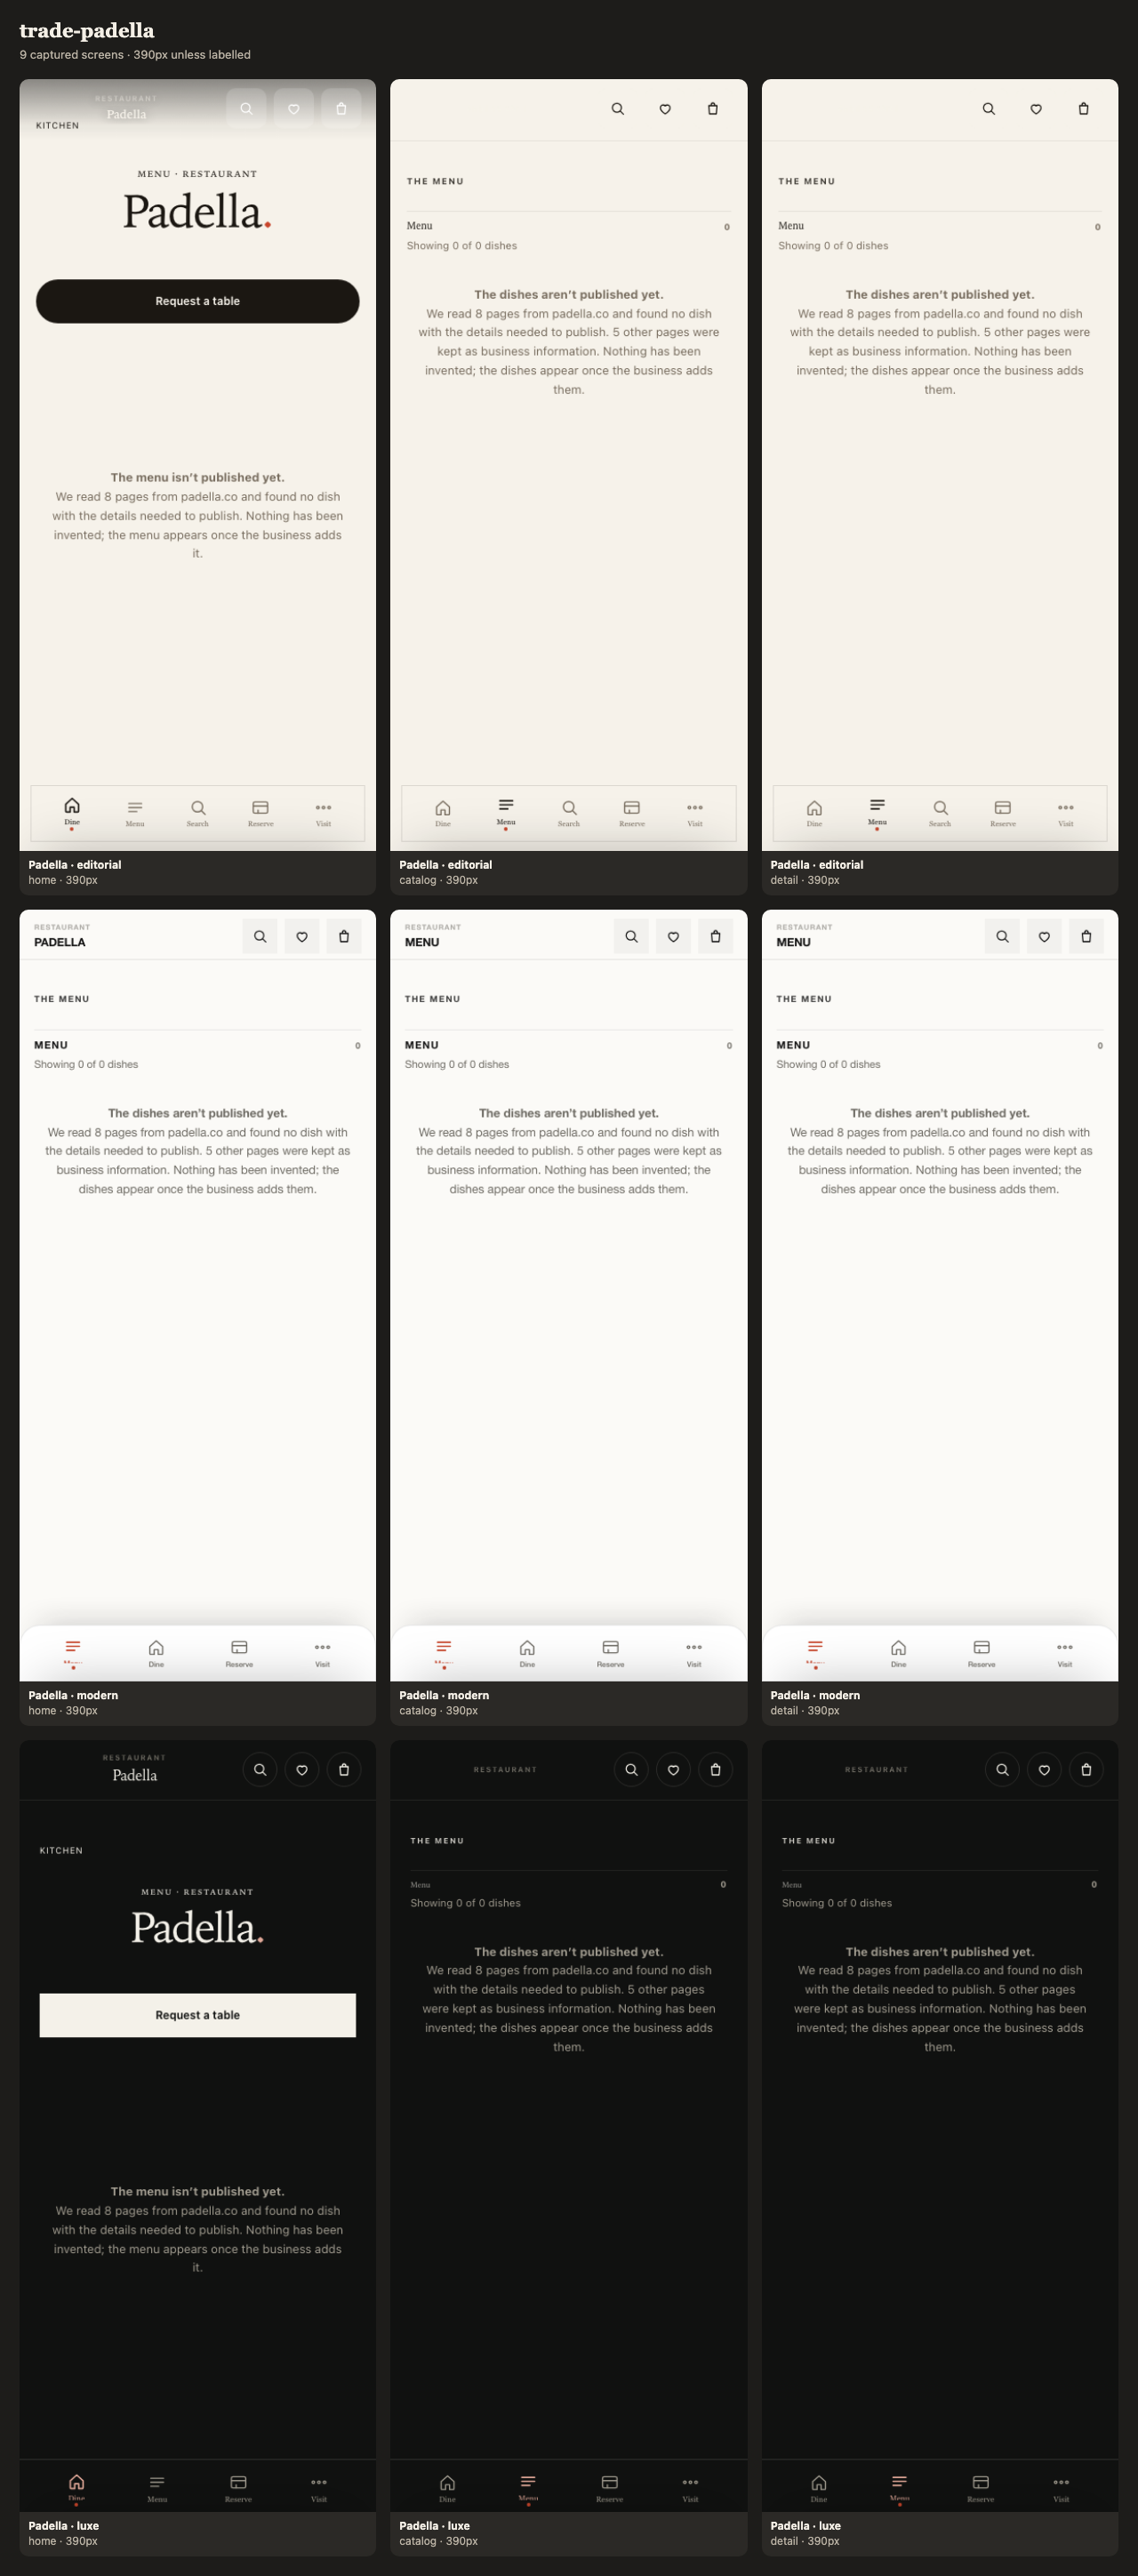 trade-padella
9 captured screens · 390px unless labelled
RESTAURANT
Padella
KITCHEN
MENU · RESTAURANT
Padella.
Request a table
The menu isn't published yet.
We read 8 pages from padella.co and found no dish
with the details needed to publish. Nothing has been
invented; the menu appears once the business adds
it.
Dine
Menu
Search
Reserve
Visit
Padella · editorial
home · 390px
THE MENU
Menu 0
Showing 0 of 0 dishes
The dishes aren't published yet.
We read 8 pages from padella.co and found no dish
with the details needed to publish. 5 other pages were
kept as business information. Nothing has been
invented; the dishes appear once the business adds
them.
Dine
Menu
Search
Reserve
Visit
Padella · editorial
catalog · 390px
THE MENU
Menu 0
Showing 0 of 0 dishes
The dishes aren't published yet.
We read 8 pages from padella.co and found no dish
with the details needed to publish. 5 other pages were
kept as business information. Nothing has been
invented; the dishes appear once the business adds
them.
Dine
Menu
Search
Reserve
Visit
Padella · editorial
detail · 390px
RESTAURANT
PADELLA
THE MENU
MENU 0
Showing 0 of 0 dishes
The dishes aren't published yet.
We read 8 pages from padella.co and found no dish with
the details needed to publish. 5 other pages were kept as
business information. Nothing has been invented; the
dishes appear once the business adds them.
Dine
Reserve
Visit
Padella · modern
home · 390px
RESTAURANT
MENU
THE MENU
MENU 0
Showing 0 of 0 dishes
The dishes aren't published yet.
We read 8 pages from padella.co and found no dish with
the details needed to publish. 5 other pages were kept as
business information. Nothing has been invented; the
dishes appear once the business adds them.
Dine
Reserve
Visit
Padella · modern
catalog · 390px
RESTAURANT
MENU
THE MENU
MENU 0
Showing 0 of 0 dishes
The dishes aren't published yet.
We read 8 pages from padella.co and found no dish with
the details needed to publish. 5 other pages were kept as
business information. Nothing has been invented; the
dishes appear once the business adds them.
Dine
Reserve
Visit
Padella · modern
detail · 390px
RESTAURANT
Padella
KITCHEN
MENU · RESTAURANT
Padella.
Request a table
The menu isn't published yet.
We read 8 pages from padella.co and found no dish
with the details needed to publish. Nothing has been
invented; the menu appears once the business adds
it.
Dine
Menu
Reserve
Visit
Padella · luxe
home · 390px
RESTAURANT
THE MENU
Menu 0
Showing 0 of 0 dishes
The dishes aren't published yet.
We read 8 pages from padella.co and found no dish
with the details needed to publish. 5 other pages
were kept as business information. Nothing has been
invented; the dishes appear once the business adds
them.
Dine
Menu
Reserve
Visit
Padella · luxe
catalog · 390px
RESTAURANT
THE MENU
Menu 0
Showing 0 of 0 dishes
The dishes aren't published yet.
We read 8 pages from padella.co and found no dish
with the details needed to publish. 5 other pages
were kept as business information. Nothing has been
invented; the dishes appear once the business adds
them.
Dine
Menu
Reserve
Visit
Padella · luxe
detail · 390px